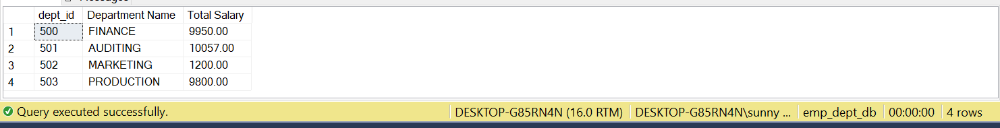 Messages
dept_id Department Name Total Salary
1 500 FINANCE 9950.00
2 501 AUDITING 10057.00
3 502 MARKETING 1200.00
4 503 PRODUCTION 9800.00
Query executed successfully. DESKTOP-G85RN4N (16.0 RTM) DESKTOP-G85RN4N\sunny ... emp_dept_db 00:00:00 4 rows